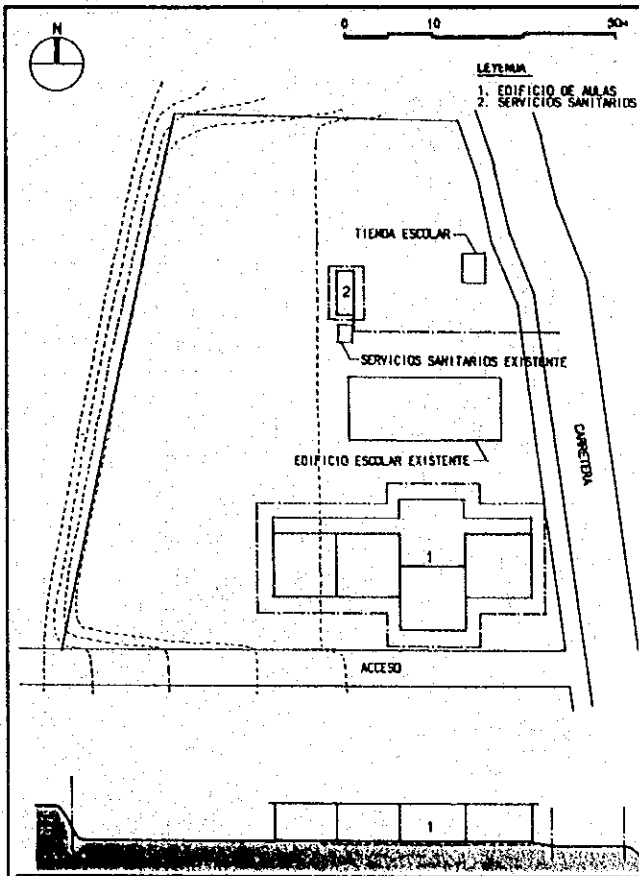 N
0 10 30m
LEYENDA
1. EDIFICIO DE AULAS
2. SERVICIOS SANITARIOS
TIENDA ESCOLAR
2
SERVICIOS SANITARIOS EXISTENTE
EDIFICIO ESCOLAR EXISTENTE
CARRETERA
1
ACCESO
1